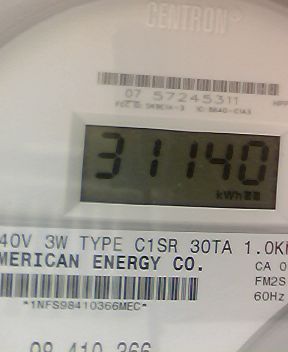 CENTRON
07 57245311
31140
kWh
40V 3W TYPE C1SR 30TA 1.0K
MERICAN ENERGY CO.
CA 0
FM2S
*1NFS98410366MEC*
60Hz
98 410 366